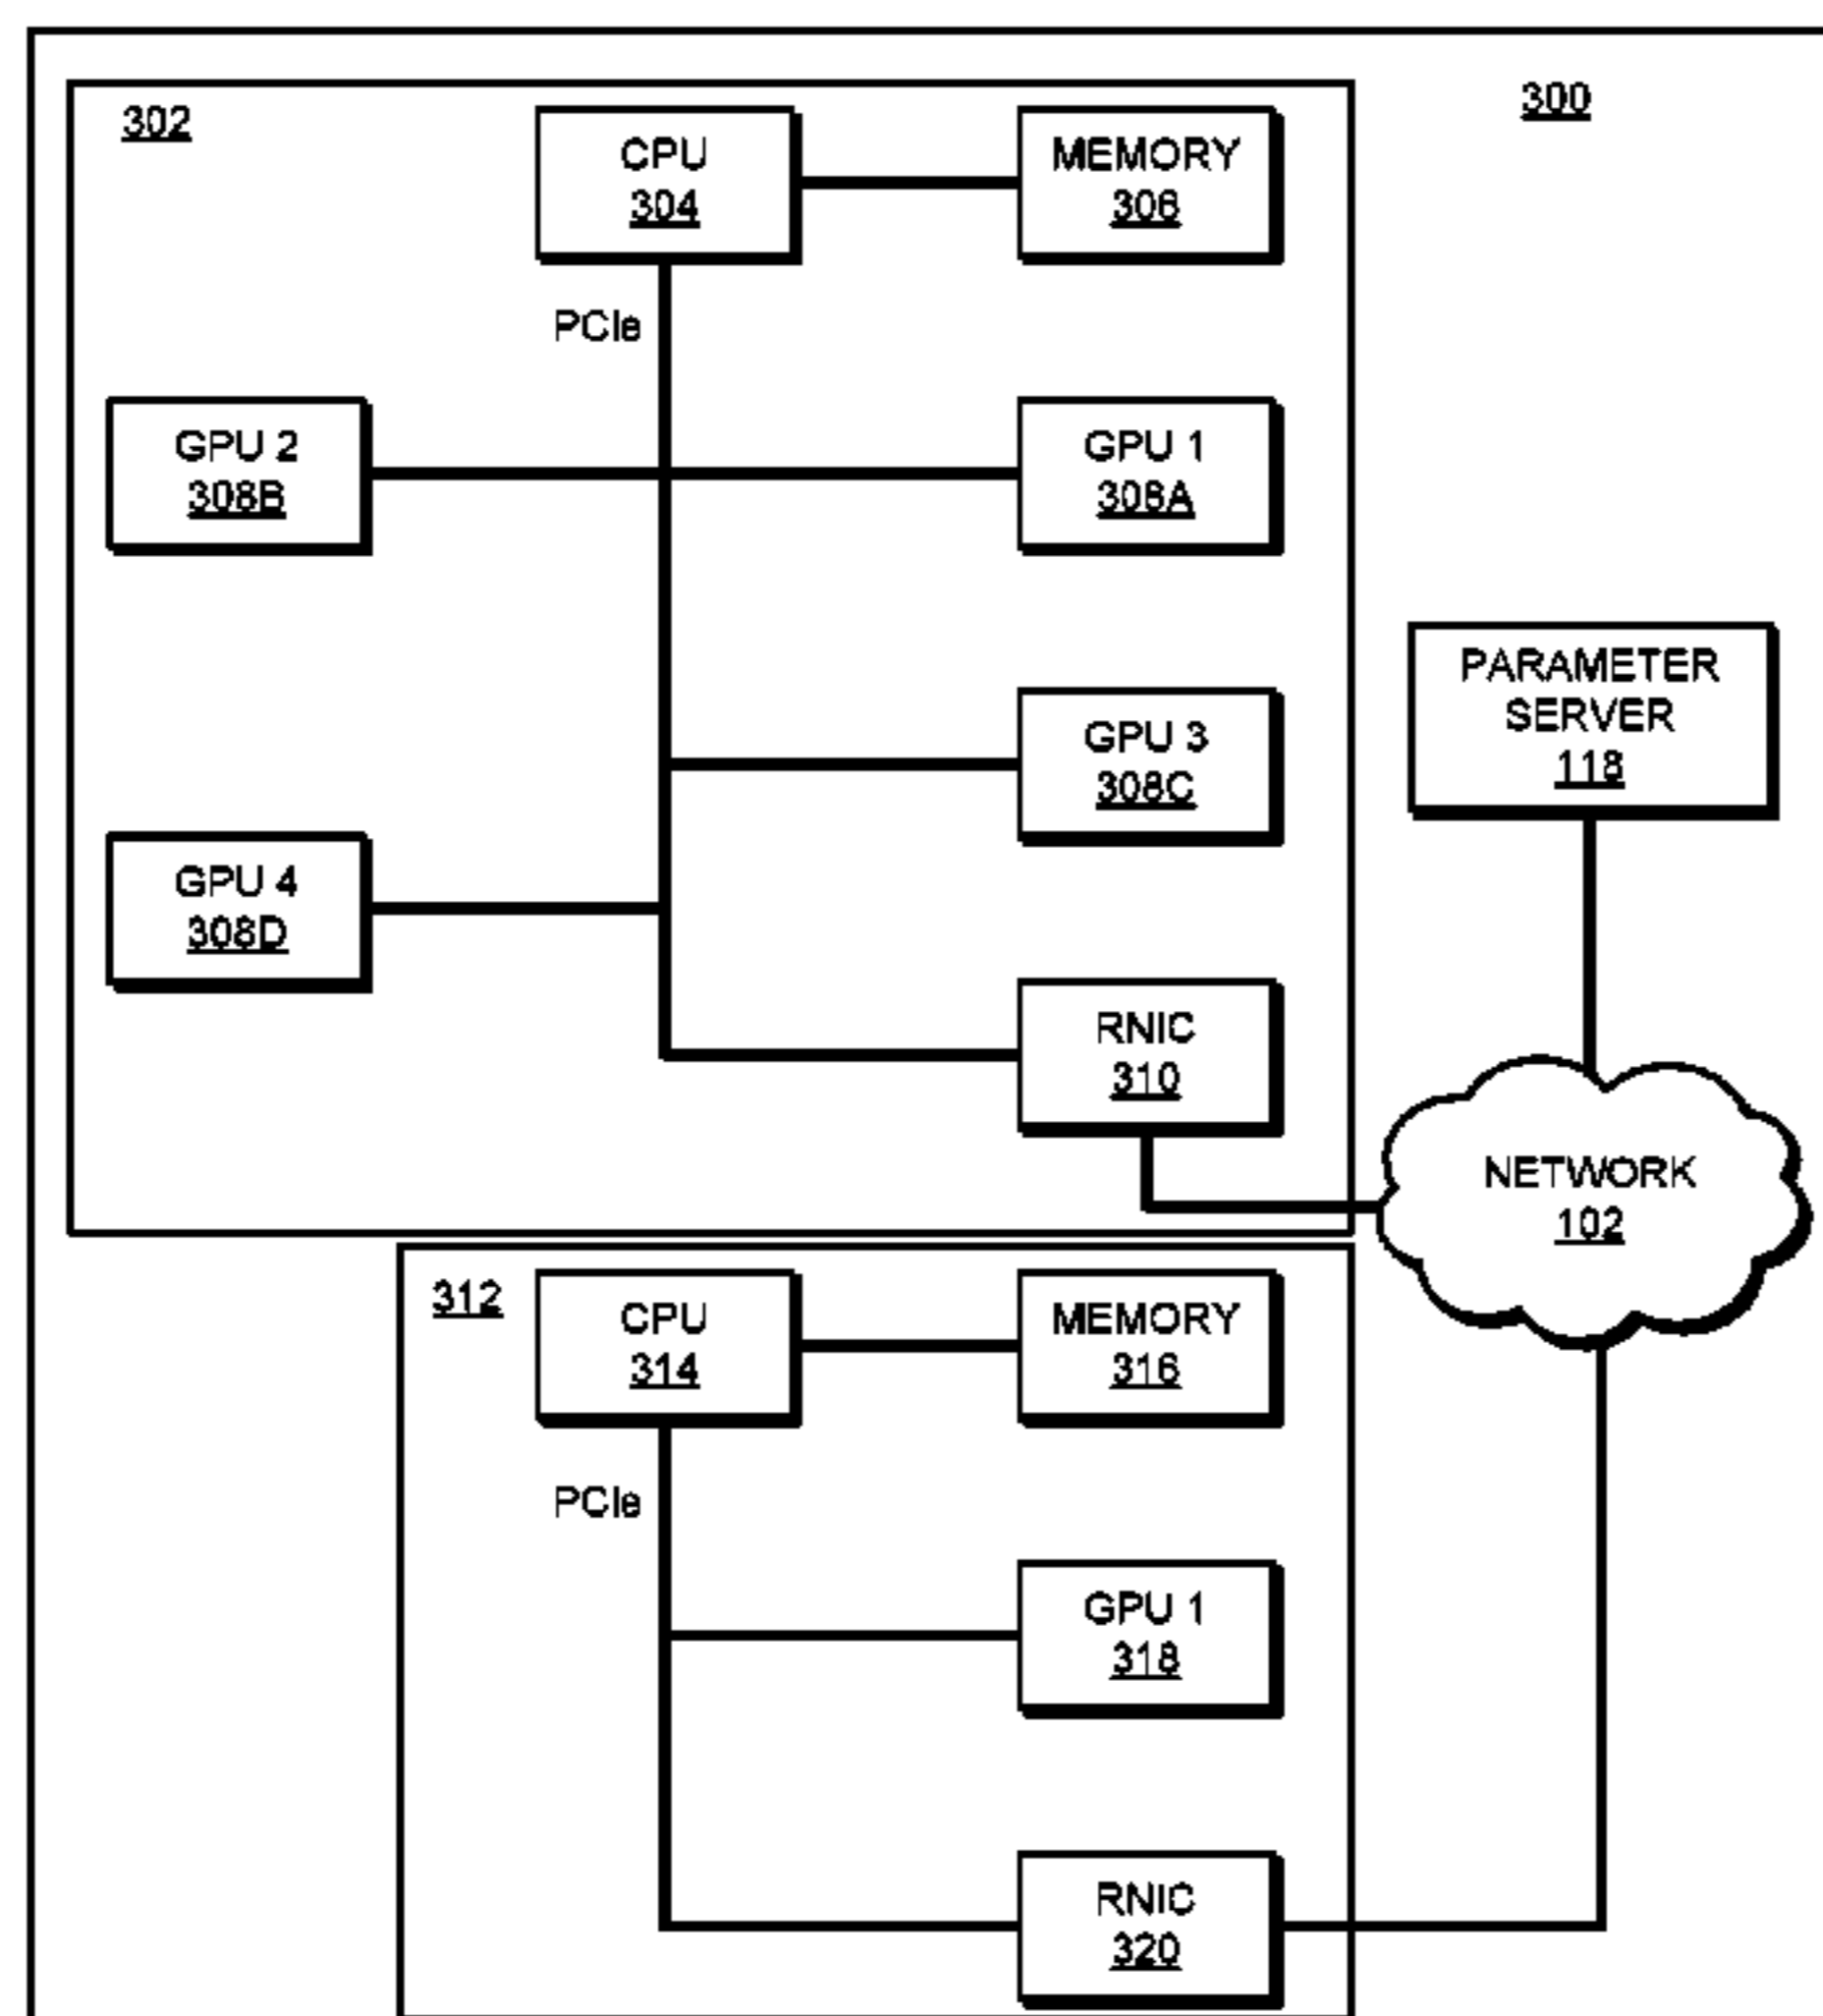 300
302
CPU
304
MEMORY
306
PCIe
GPU 2
308B
GPU 1
308A
GPU 3
308C
PARAMETER
SERVER
118
GPU 4
308D
RNIC
310
NETWORK
102
312
CPU
314
MEMORY
316
PCIe
GPU 1
318
RNIC
320